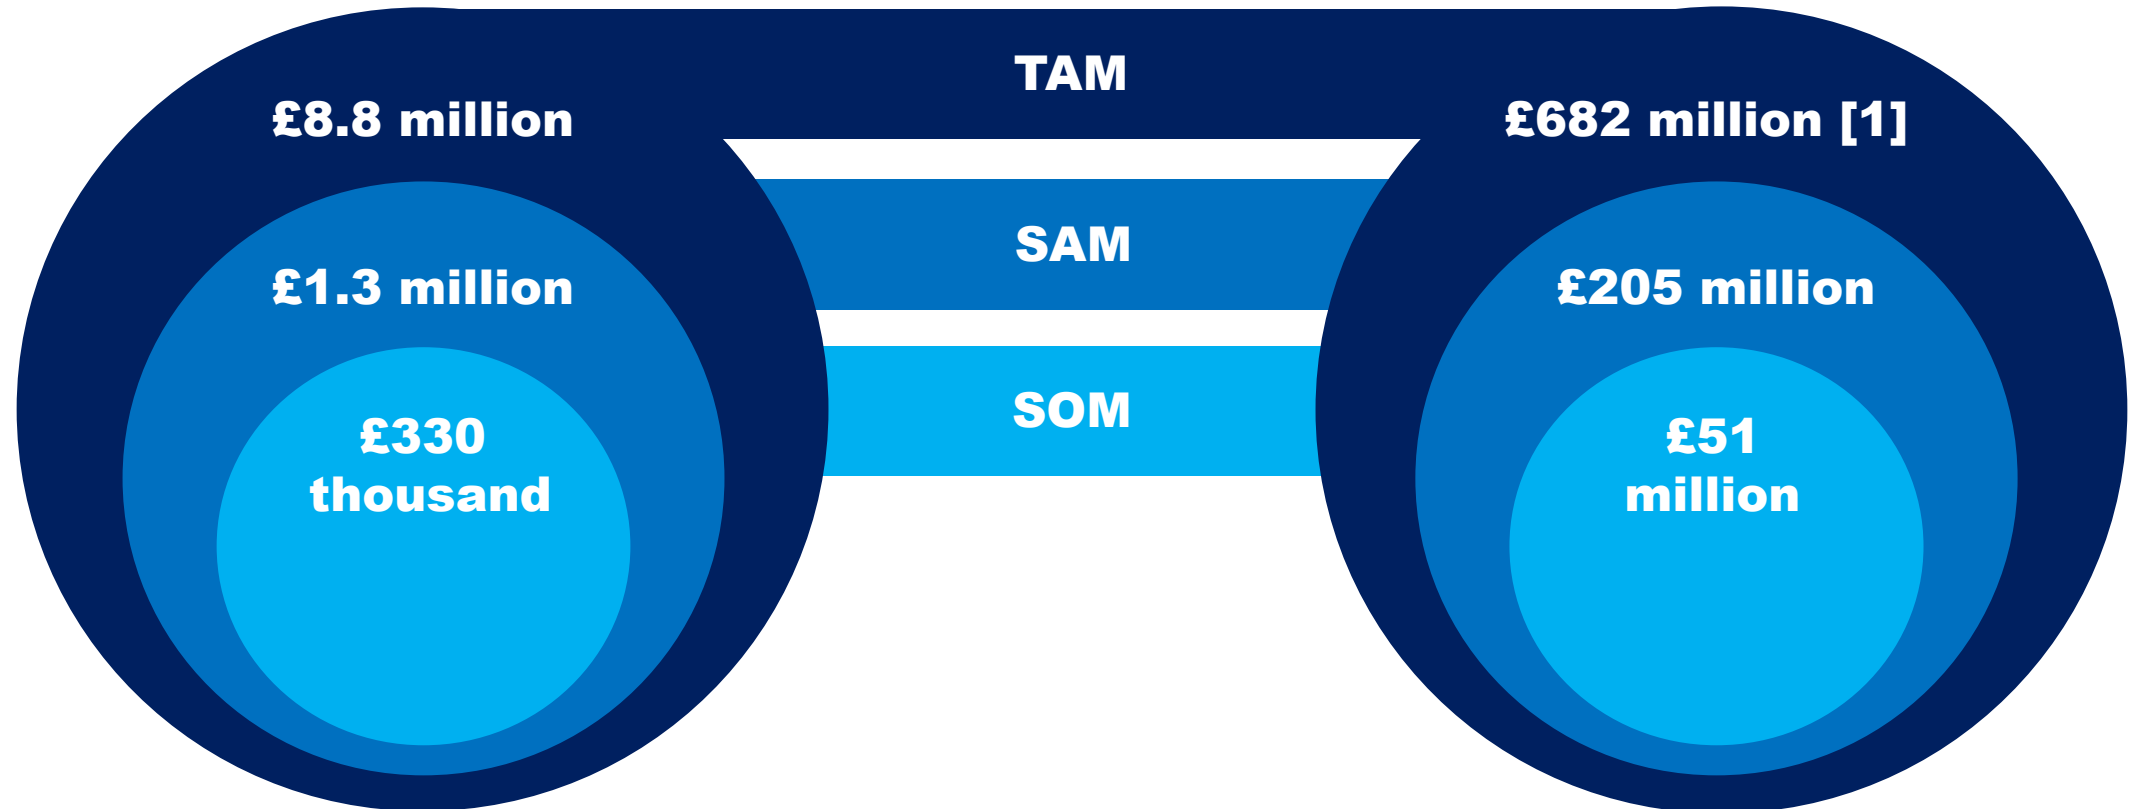 TAM
£8.8 million
£682 million [1]
SAM
£1.3 million
£205 million
SOM
£330
thousand
£51
million